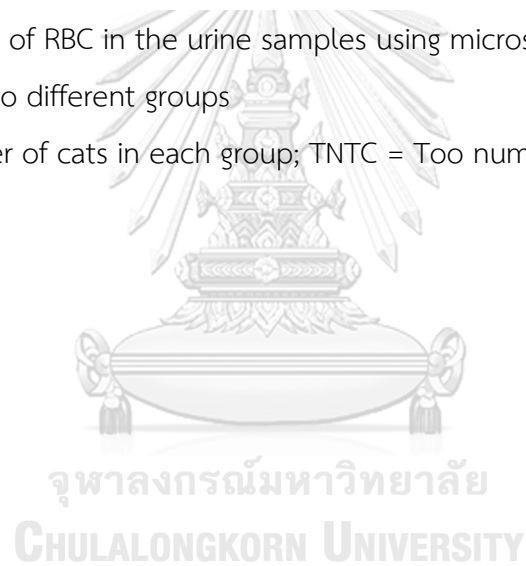 of RBC in the urine samples using micros
o different groups
er of cats in each group; TNTC = Too num
จุฬาลงกรณ์มหาวิทยาลัย
CHULALONGKORN UNIVERSITY